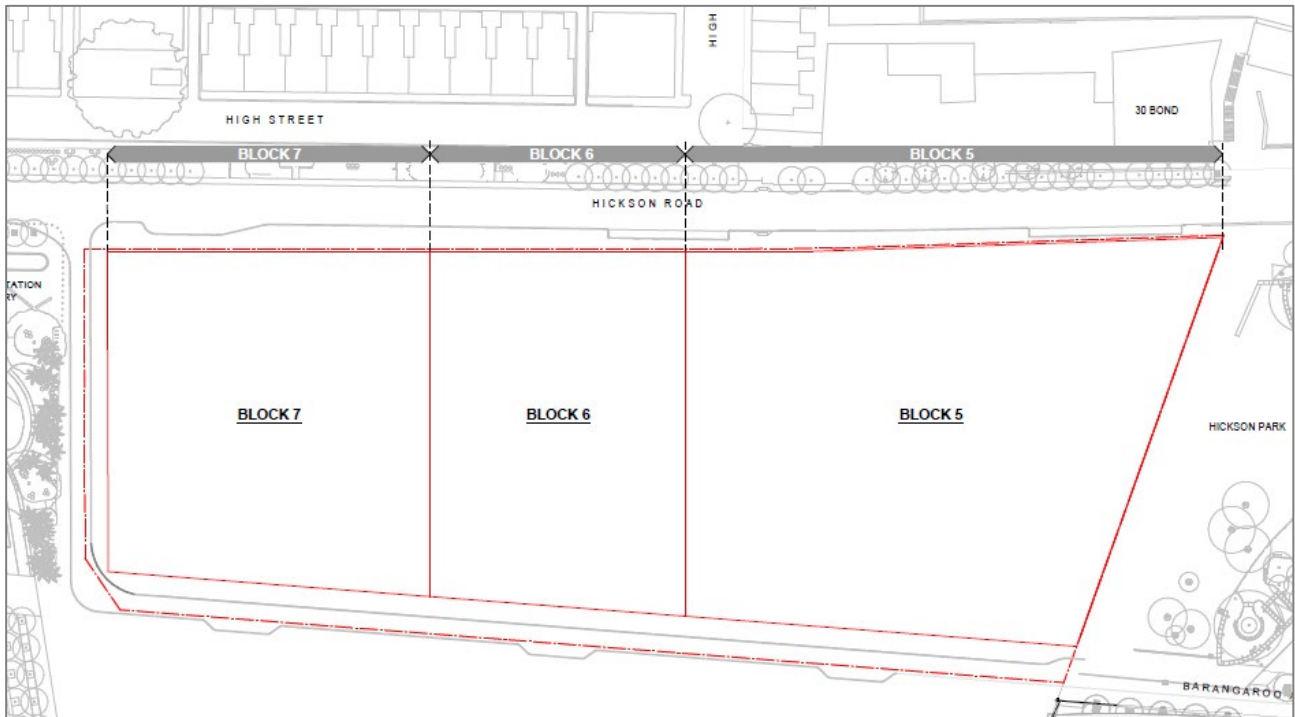 HIGH
30 BOND
HIGH STREET
BLOCK 7
BLOCK 6
BLOCK 5
HICKSON ROAD
TATION
RY
BLOCK 7
BLOCK 6
BLOCK 5
HICKSON PARK
BARANGAROO A